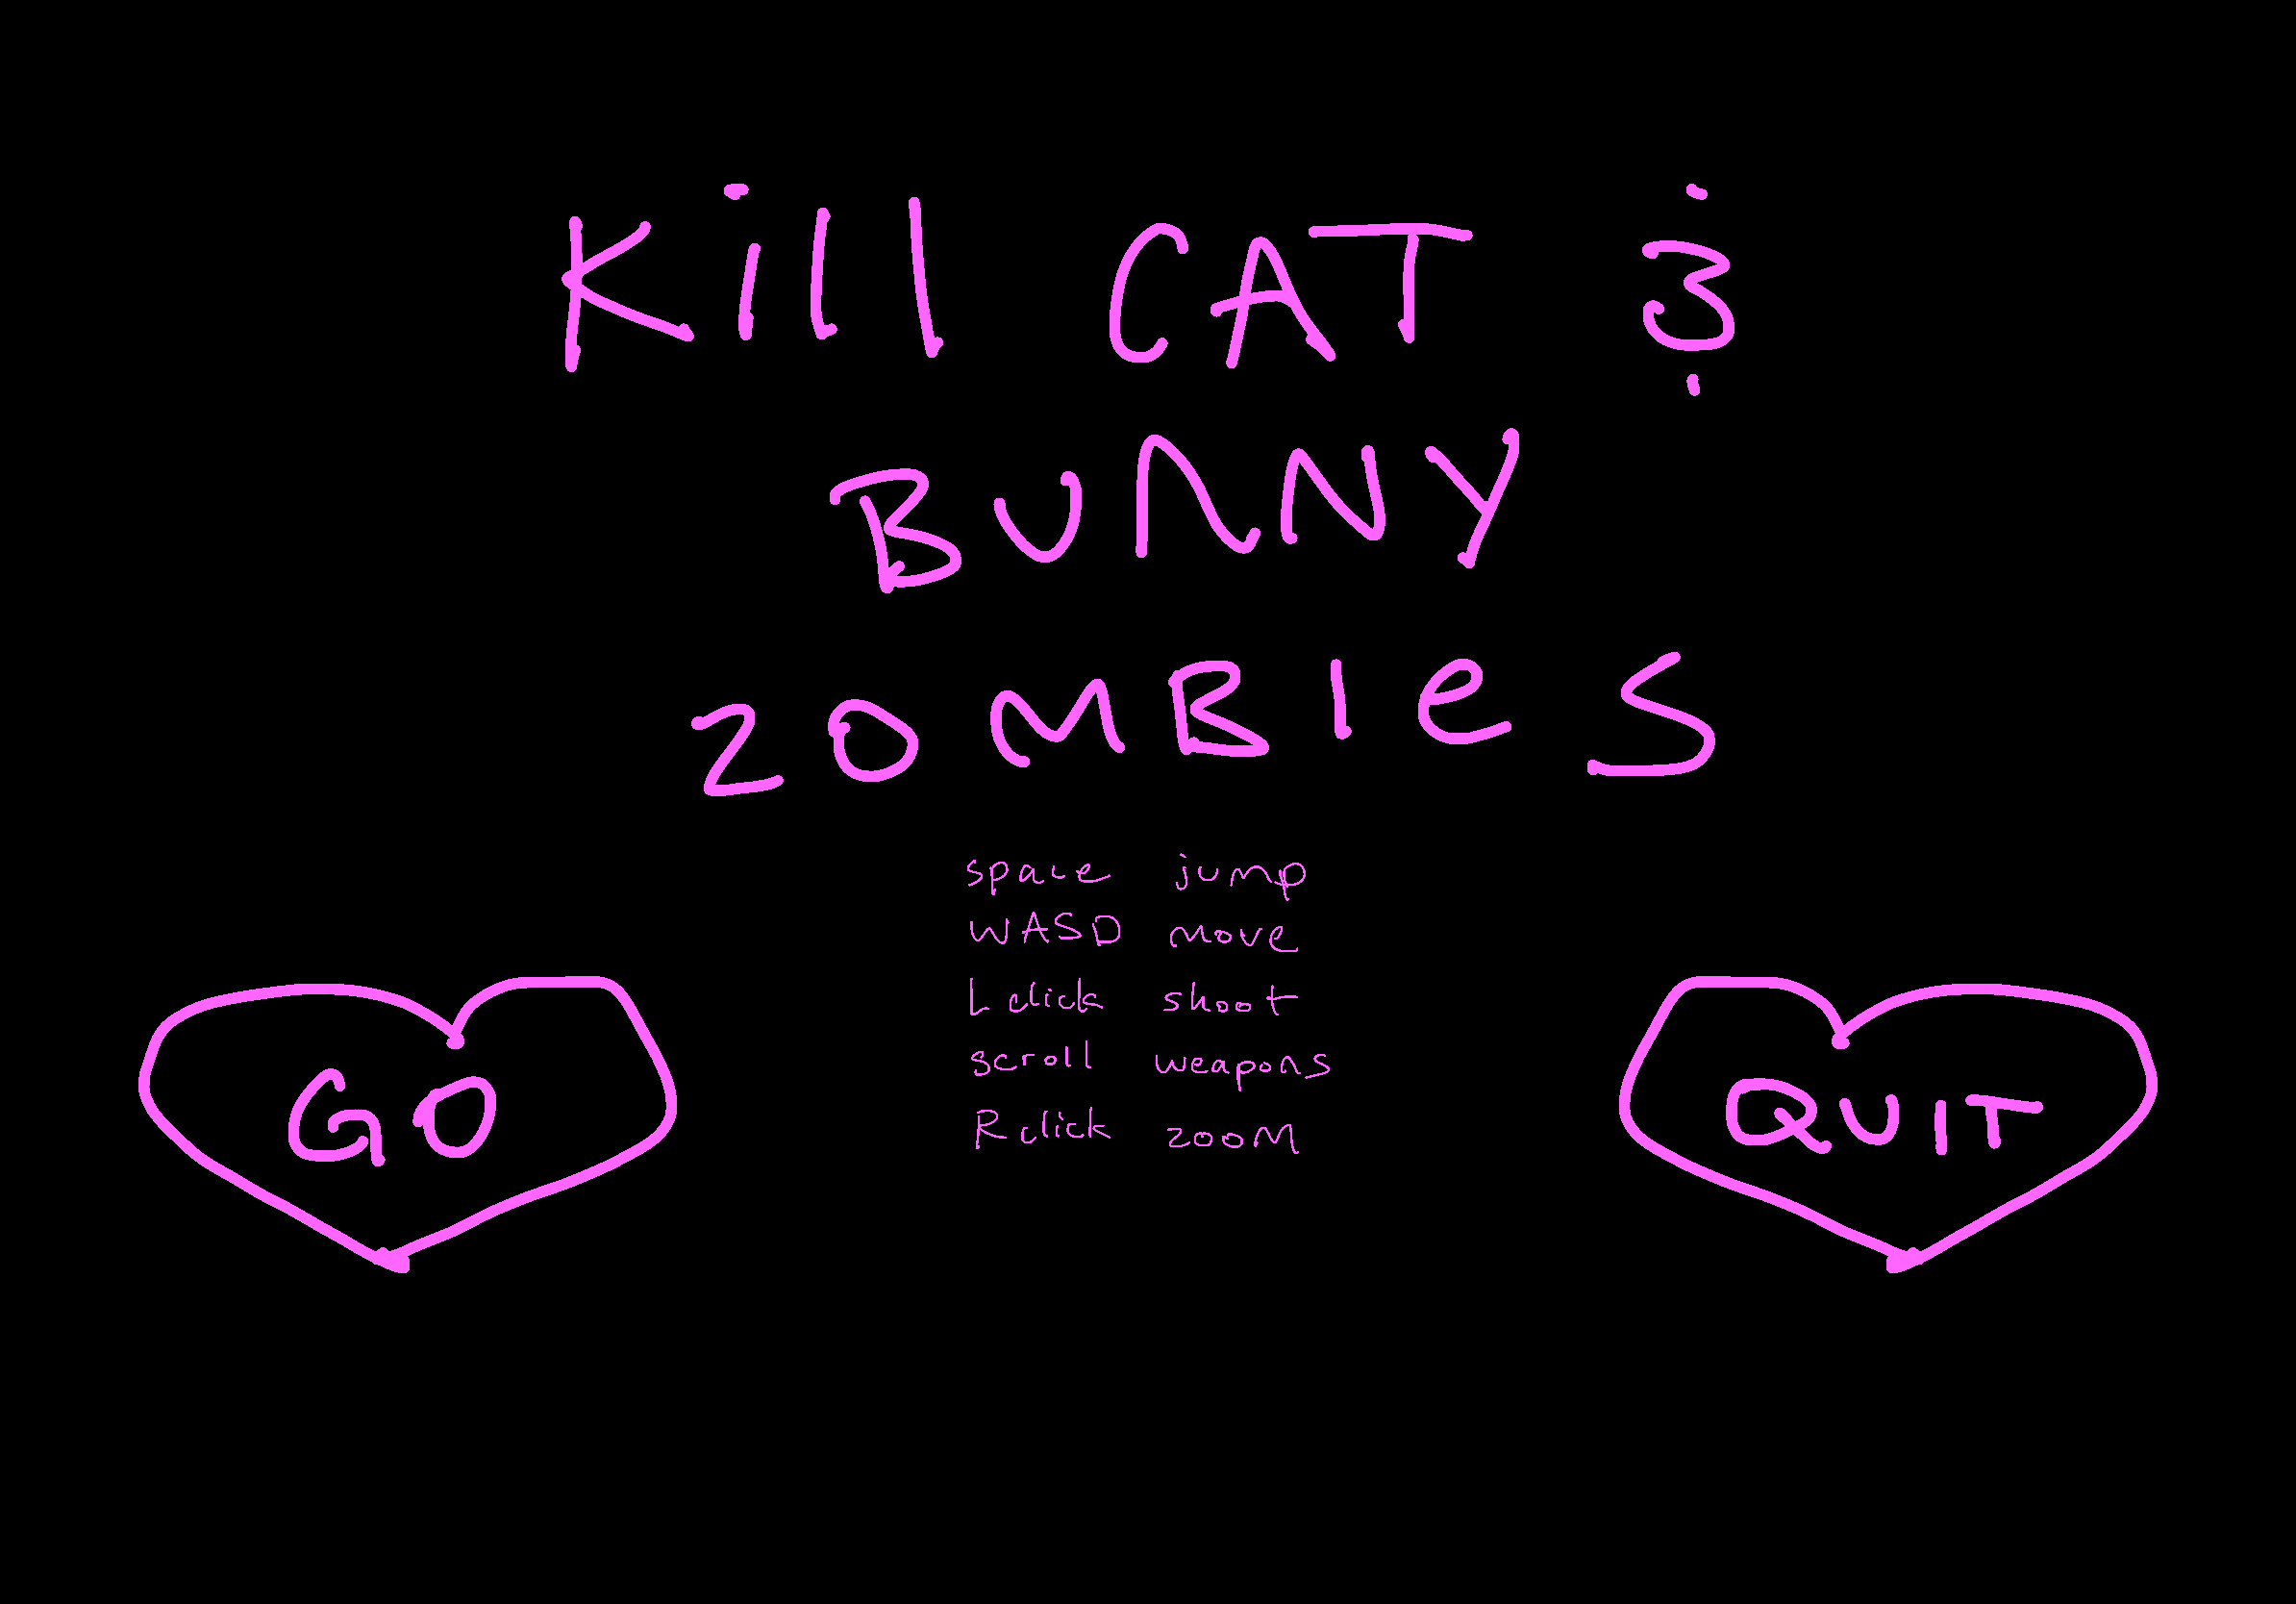 Kill CAT &
BUNNY
ZOMBIeS
space jump
WASD move
L click shoot
scroll weapons
R click zooM
GO
QUIT